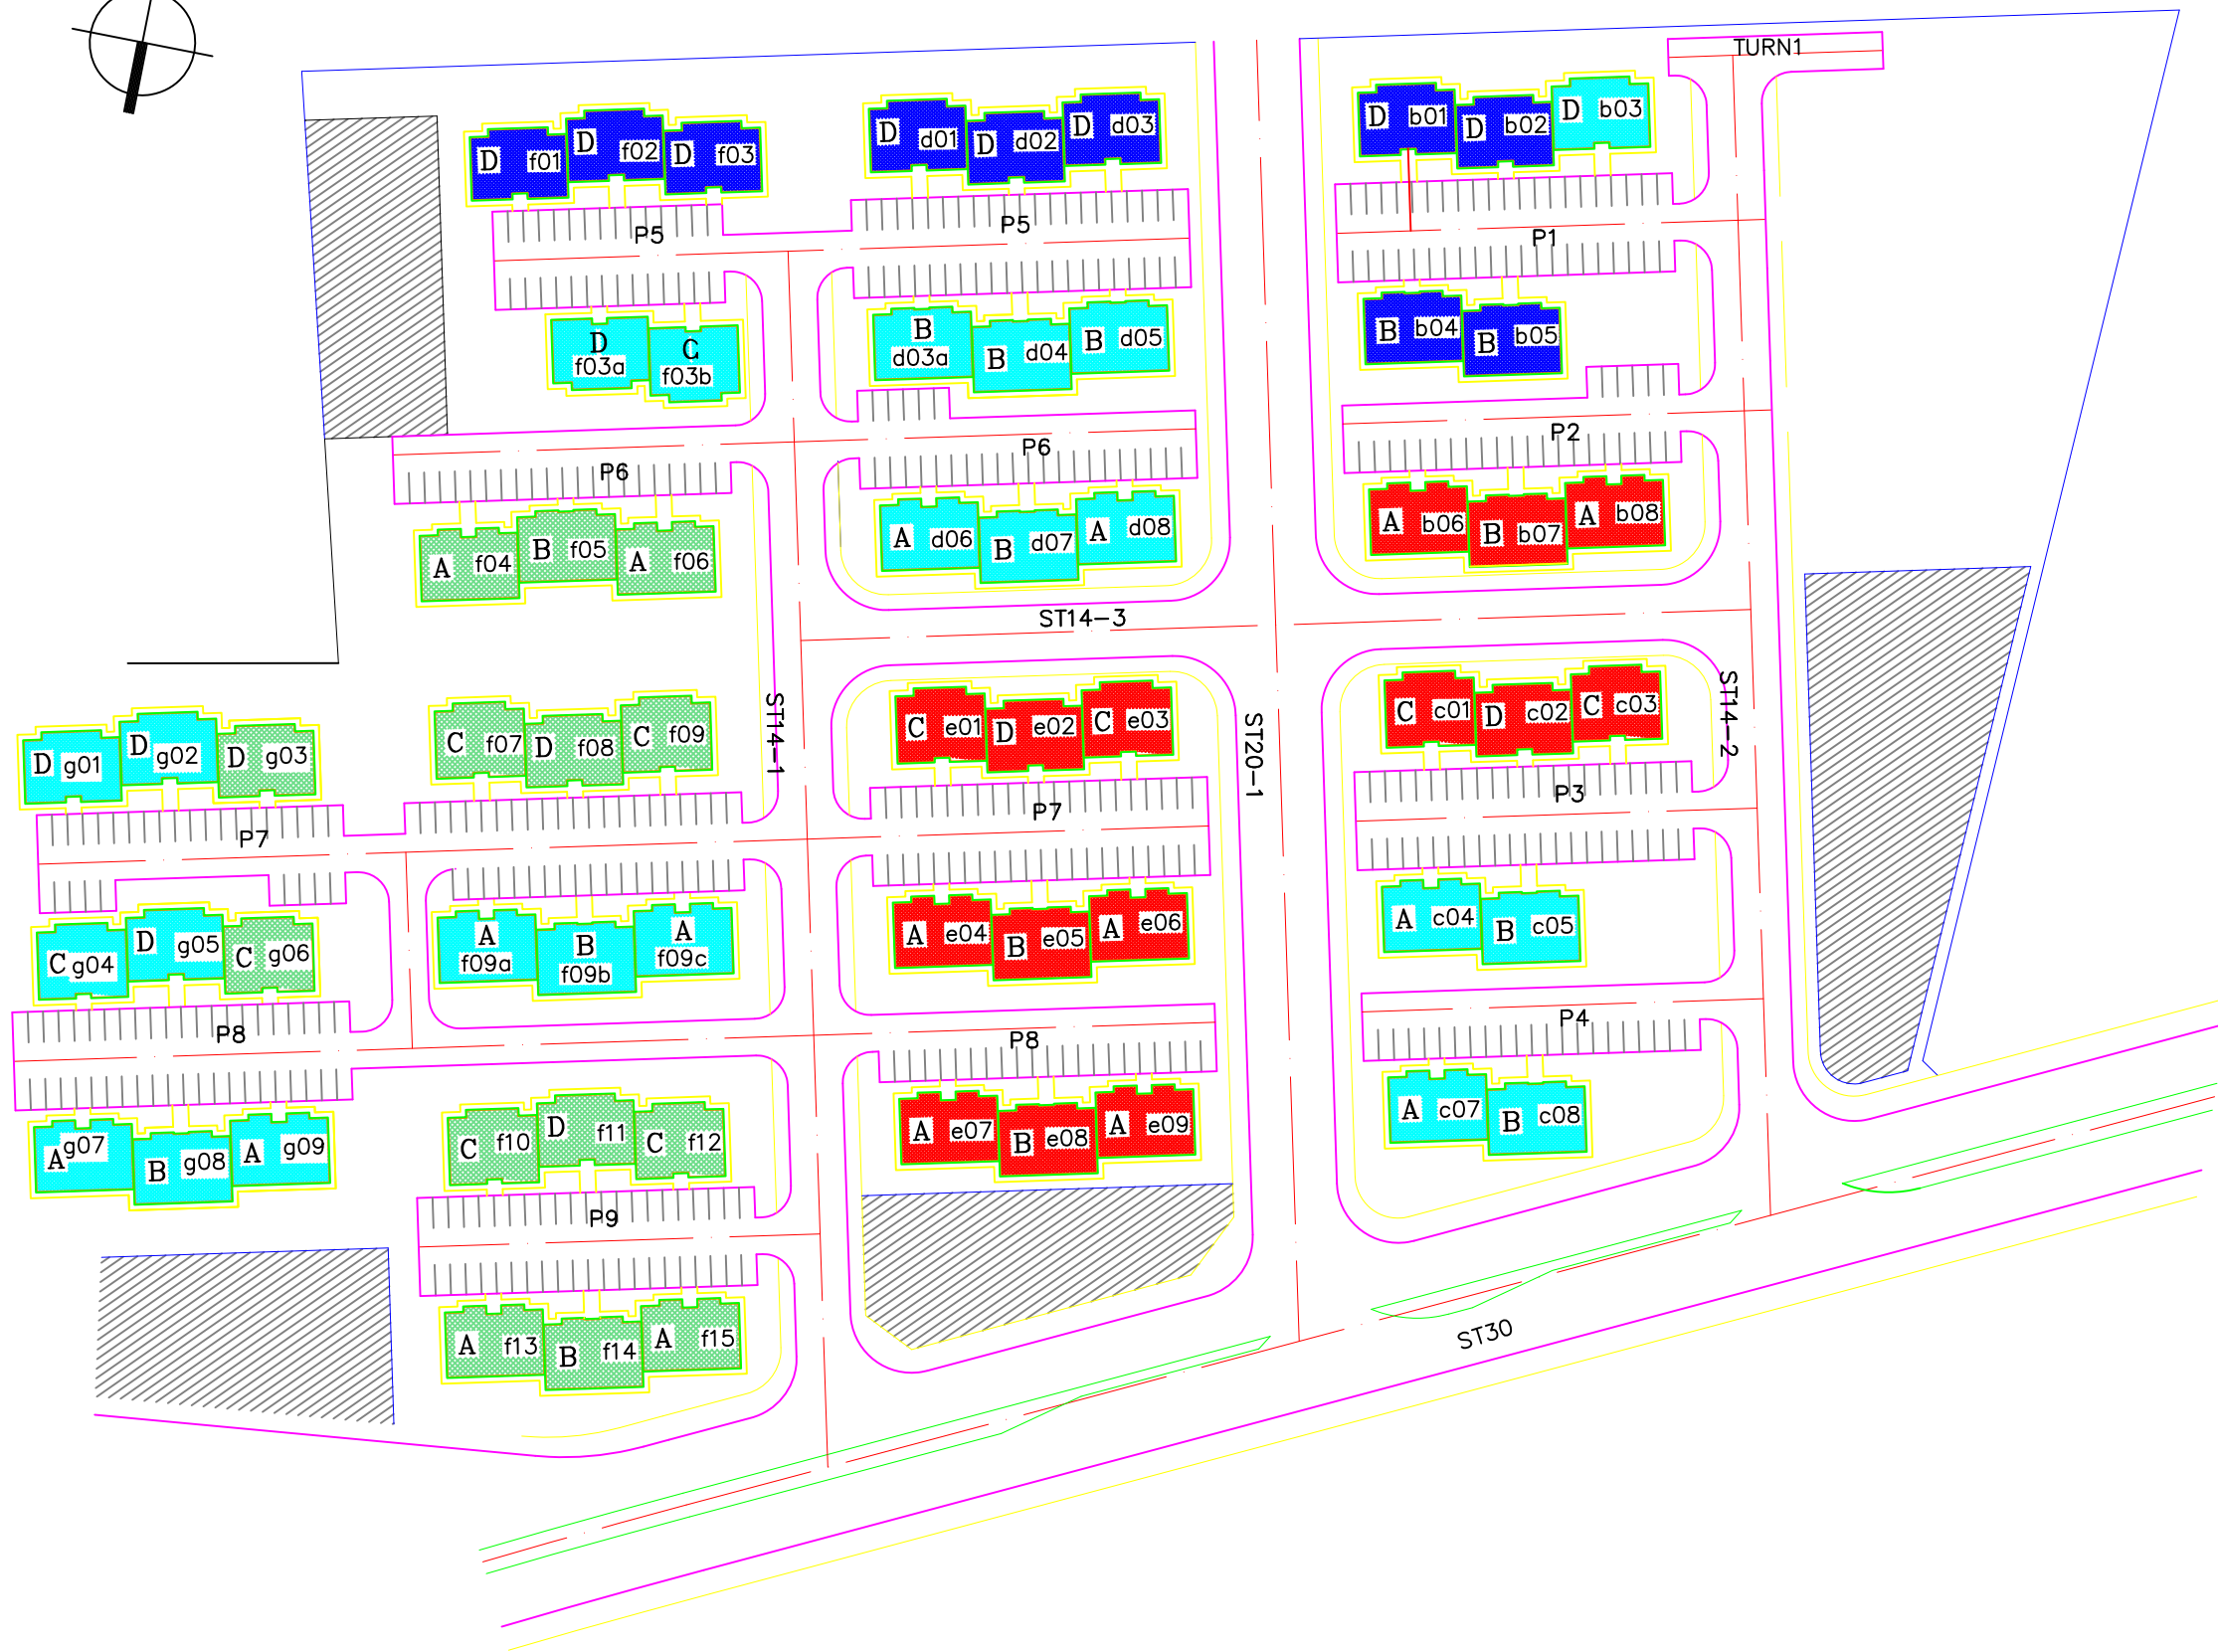 TURN1
D f01
D f02
D f03
D d01
D d02
D d03
D b01
D b02
D b03
P5
P5
P1
D
f03a
C
f03b
B
d03a
B d04
B d05
B b04
B b05
P6
P6
P2
A f04
B f05
A f06
A d06
B d07
A d08
A b06
B b07
A b08
ST14-3
ST14-1
ST20-1
ST14-2
D g01
D g02
D g03
C f07
D f08
C f09
C e01
D e02
C e03
C c01
D c02
C c03
P7
P7
P3
C g04
D g05
C g06
A
f09a
B
f09b
A
f09c
A e04
B e05
A e06
A c04
B c05
P8
P8
P4
A g07
B g08
A g09
C f10
D f11
C f12
A e07
B e08
A e09
A c07
B c08
P9
A f13
B f14
A f15
ST30